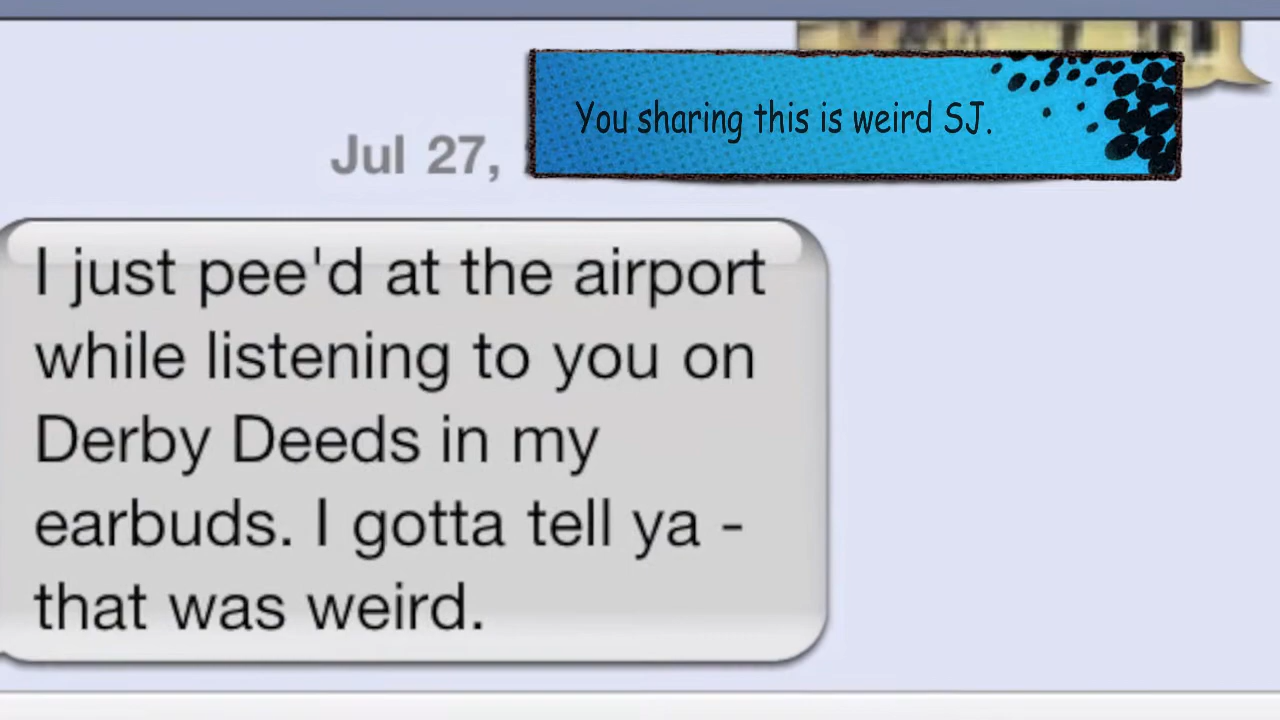 You sharing this is weird SJ.
Jul 27,
I just pee'd at the airport
while listening to you on
Derby Deeds in my
earbuds. I gotta tell ya -
that was weird.